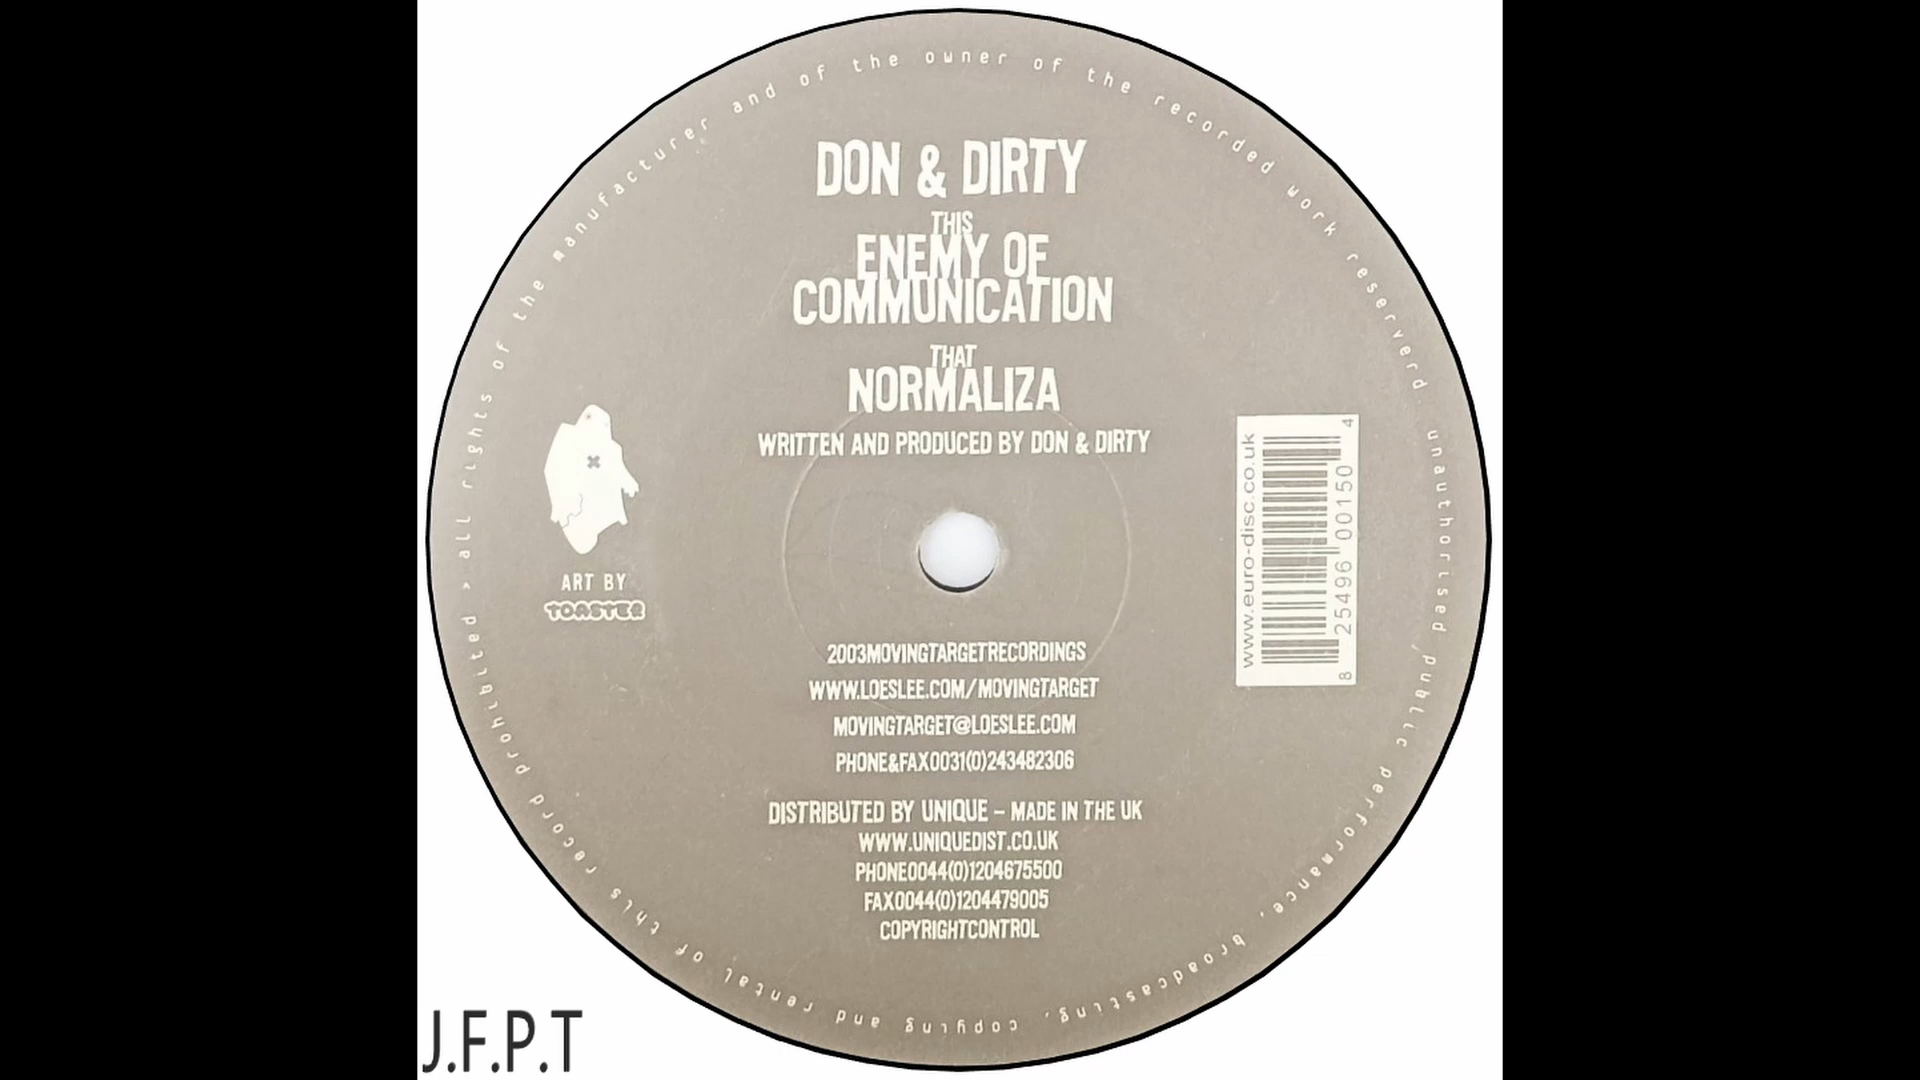 DON & DIRTY
THIS
ENEMY OF
COMMUNICATION
THAT
NORMALIZA
WRITTEN AND PRODUCED BY DON & DIRTY
ART BY
TOASTER
www.euro-disc.co.uk
8 25496 00150 4
2003MOVINGTARGETRECORDINGS
WWW.LOESLEE.COM/MOVINGTARGET
MOVINGTARGET@LOESLEE.COM
PHONE&FAX0031(0)243482306
DISTRIBUTED BY UNIQUE – MADE IN THE UK
WWW.UNIQUEDIST.CO.UK
PHONE0044(0)1204675500
FAX0044(0)1204479005
COPYRIGHTCONTROL
> all rights of the manufacturer and of the owner of the recorded work reserverd. unauthorised public performance, broadcasting, copying and rental of this record prohibited
J.F.P.T